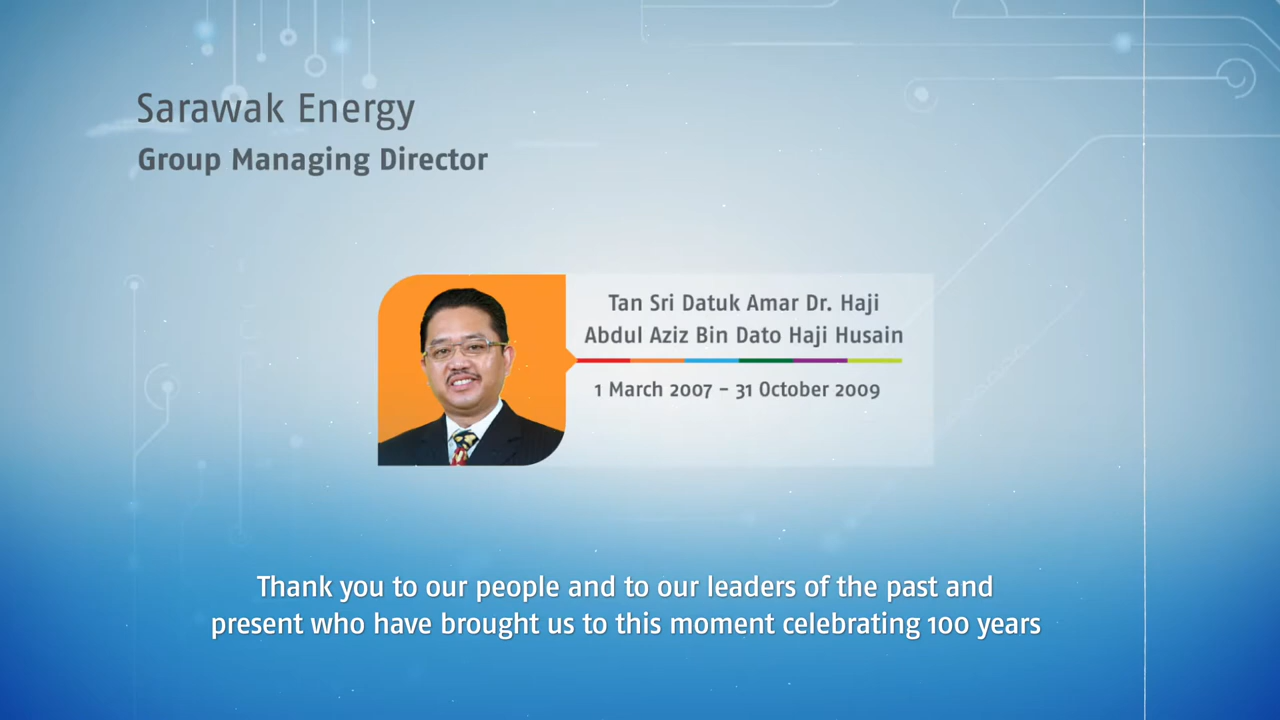 Sarawak Energy
Group Managing Director
Tan Sri Datuk Amar Dr. Haji
Abdul Aziz Bin Dato Haji Husain
1 March 2007 – 31 October 2009
Thank you to our people and to our leaders of the past and
present who have brought us to this moment celebrating 100 years